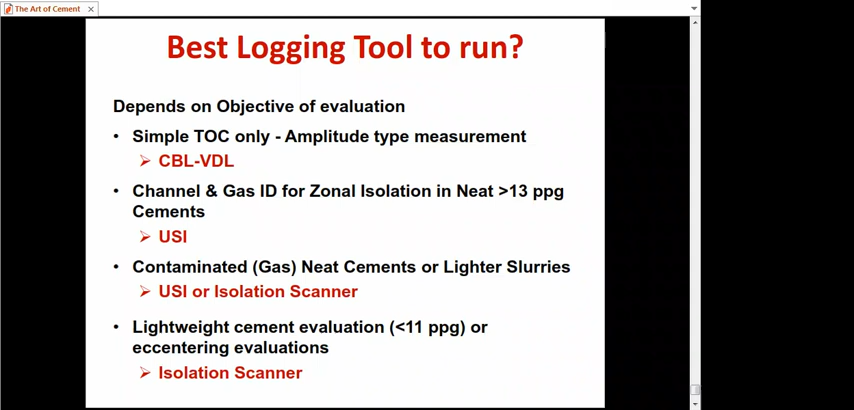 The Art of Cement
Best Logging Tool to run?
Depends on Objective of evaluation
• Simple TOC only - Amplitude type measurement
➢ CBL-VDL
• Channel & Gas ID for Zonal Isolation in Neat >13 ppg
Cements
➢ USI
• Contaminated (Gas) Neat Cements or Lighter Slurries
➢ USI or Isolation Scanner
• Lightweight cement evaluation (<11 ppg) or
eccentering evaluations
➢ Isolation Scanner